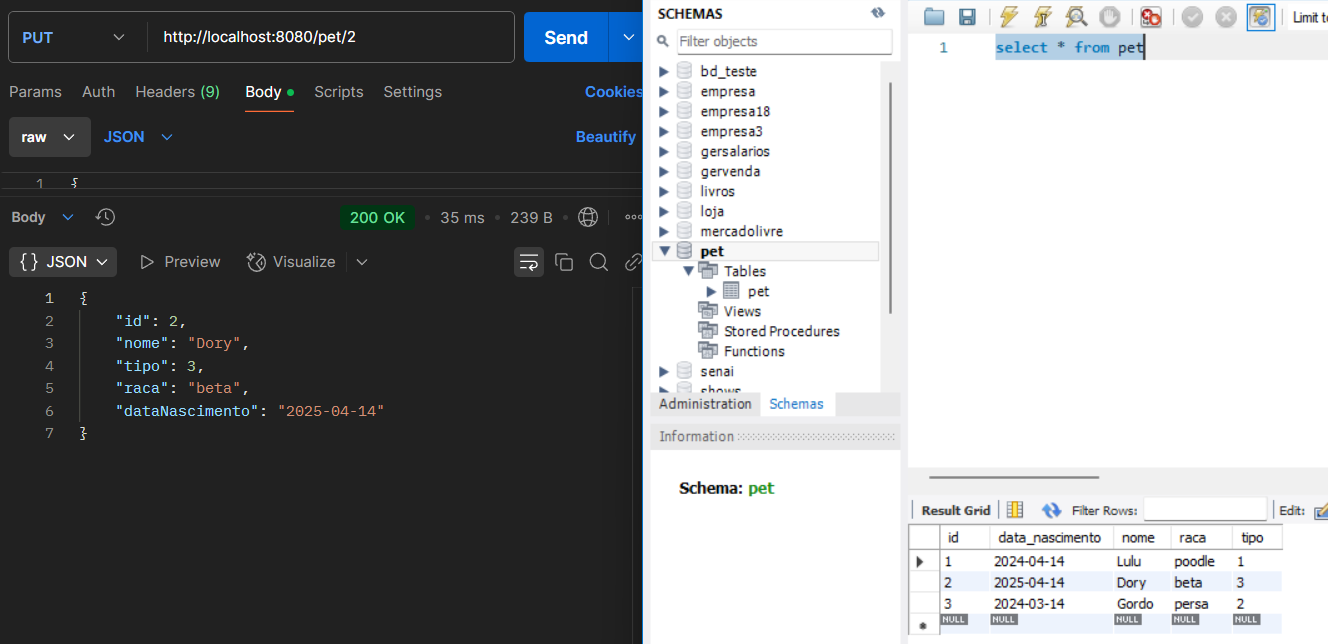 PUT
http://localhost:8080/pet/2
Send
Params Auth Headers (9) Body Scripts Settings Cookies
raw JSON Beautify
1 {
Body 200 OK • 35 ms • 239 B •
{} JSON Preview Visualize
1 {
2 "id": 2,
3 "nome": "Dory",
4 "tipo": 3,
5 "raca": "beta",
6 "dataNascimento": "2025-04-14"
7 }
SCHEMAS
Filter objects
bd_teste
empresa
empresa18
empresa3
gersalarios
gervenda
livros
loja
mercadolivre
pet
Tables
pet
Views
Stored Procedures
Functions
senai
shows
Administration Schemas
Information
Schema: pet
Limit to
1 select * from pet
Result Grid Filter Rows: Edit:
id data_nascimento nome raca tipo
1 2024-04-14 Lulu poodle 1
2 2025-04-14 Dory beta 3
3 2024-03-14 Gordo persa 2
NULL NULL NULL NULL NULL